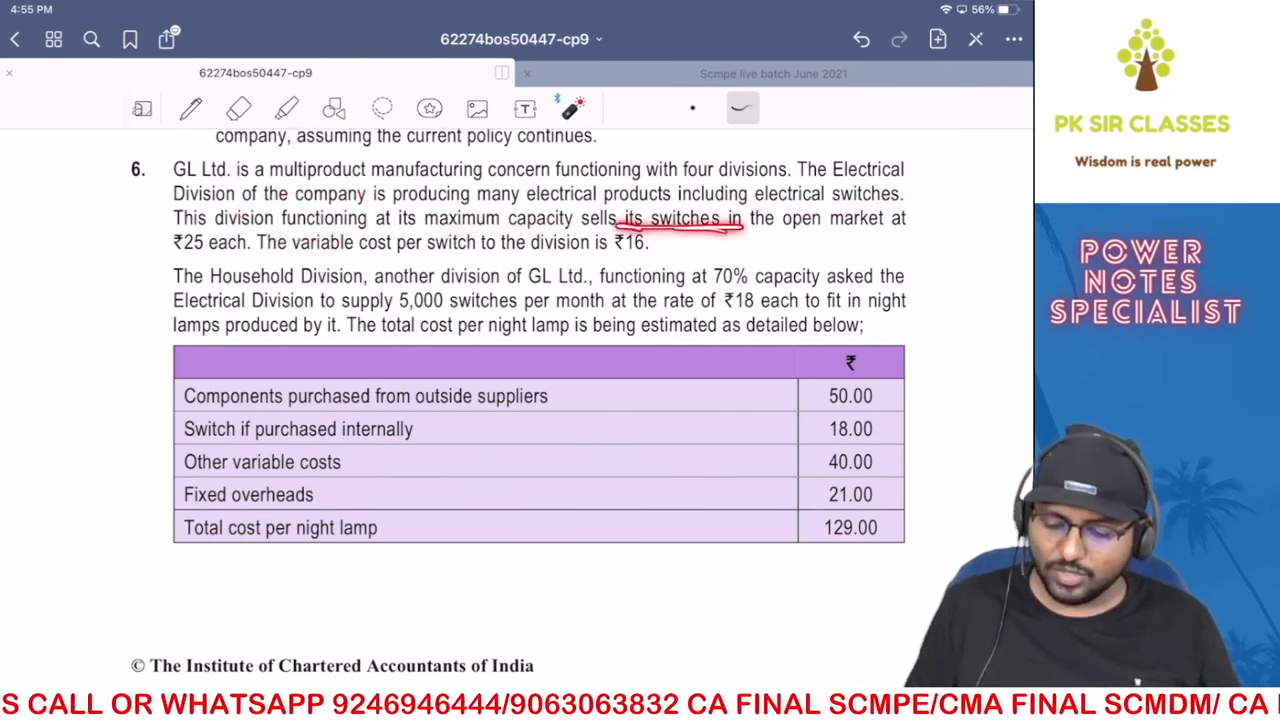 4:55 PM
56%
62274bos50447-cp9
62274bos50447-cp9
Scmpe live batch June 2021
company, assuming the current policy continues.
6. GL Ltd. is a multiproduct manufacturing concern functioning with four divisions. The Electrical
Division of the company is producing many electrical products including electrical switches.
This division functioning at its maximum capacity sells its switches in the open market at
₹25 each. The variable cost per switch to the division is ₹16.
The Household Division, another division of GL Ltd., functioning at 70% capacity asked the
Electrical Division to supply 5,000 switches per month at the rate of ₹18 each to fit in night
lamps produced by it. The total cost per night lamp is being estimated as detailed below;
₹
Components purchased from outside suppliers 50.00
Switch if purchased internally 18.00
Other variable costs 40.00
Fixed overheads 21.00
Total cost per night lamp 129.00
© The Institute of Chartered Accountants of India
PK SIR CLASSES
Wisdom is real power
POWER
NOTES
SPECIALIST
S CALL OR WHATSAPP 9246946444/9063063832 CA FINAL SCMPE/CMA FINAL SCMDM/ CA